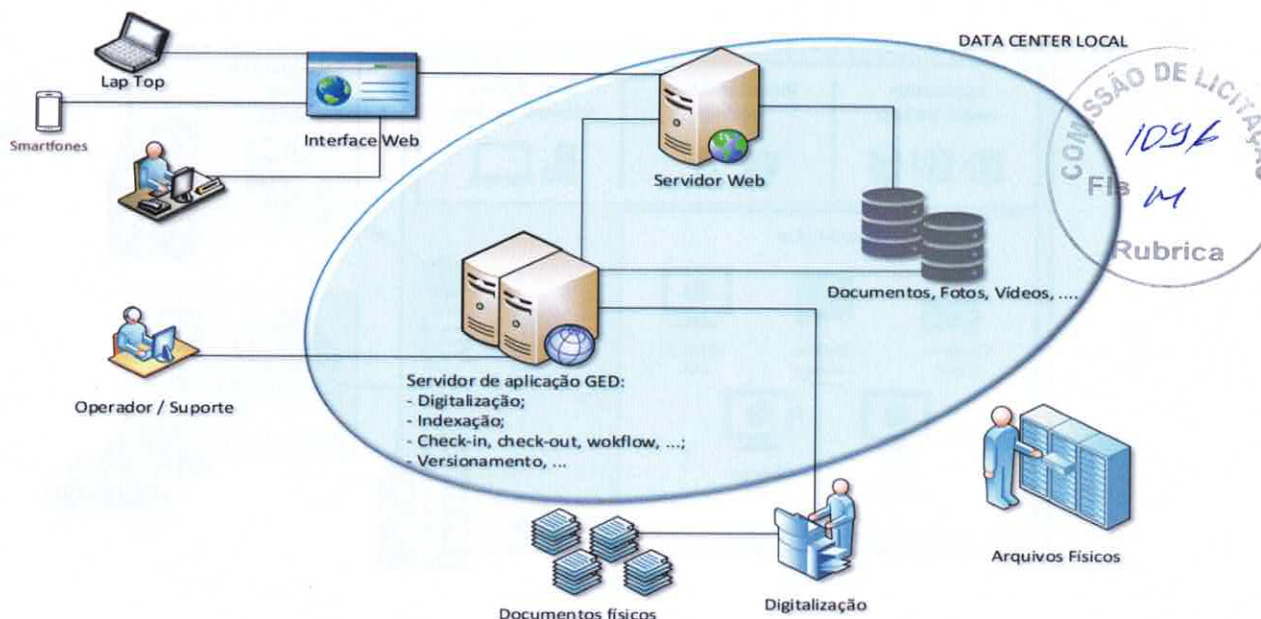 DATA CENTER LOCAL
Lap Top
Smartfones
Interface Web
Servidor Web
COMISSÃO DE LICITAÇÃO
Fls
Rubrica
Documentos, Fotos, Vídeos, ....
Servidor de aplicação GED:
- Digitalização;
- Indexação;
- Check-in, check-out, wokflow, ...;
- Versionamento, ...
Operador / Suporte
Arquivos Físicos
Documentos físicos
Digitalização